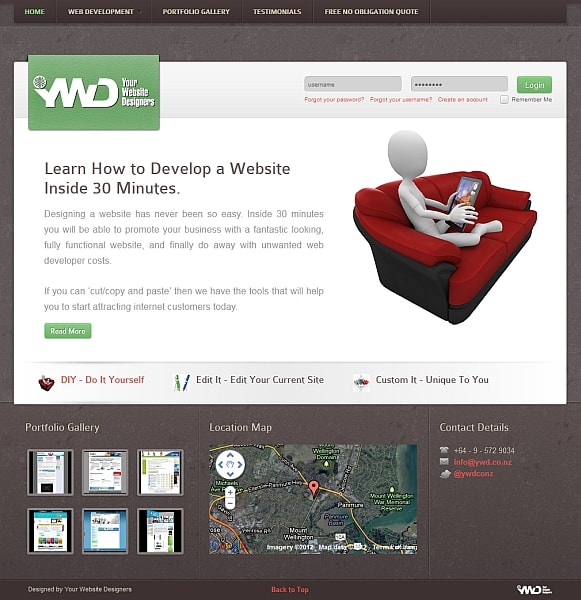 HOME WEB DEVELOPMENT PORTFOLIO GALLERY TESTIMONIALS FREE NO OBLIGATION QUOTE
YWD Your
Website
Designers
username •••••••• Login
Forgot your password? Forgot your username? Create an account Remember Me
Learn How to Develop a Website
Inside 30 Minutes.
Designing a website has never been so easy. Inside 30 minutes
you will be able to promote your business with a fantastic looking,
fully functional website, and finally do away with unwanted web
developer costs.
If you can 'cut/copy and paste' then we have the tools that will help
you to start attracting internet customers today.
Read More
DIY - Do It Yourself Edit It - Edit Your Current Site Custom It - Unique To You
Portfolio Gallery Location Map Contact Details
Mt Wellington
Domain
Michaels
Ave
Panmure Hwy
Panmure
Panmure
Basin
Mount Wellington
War Memorial
Reserve
Mount
Wellington
Imagery ©2012 Map data ©2012 Terms of
+64 - 9 - 572 9034
info@ywd.co.nz
@ywdconz
Designed by Your Website Designers Back to Top YWD